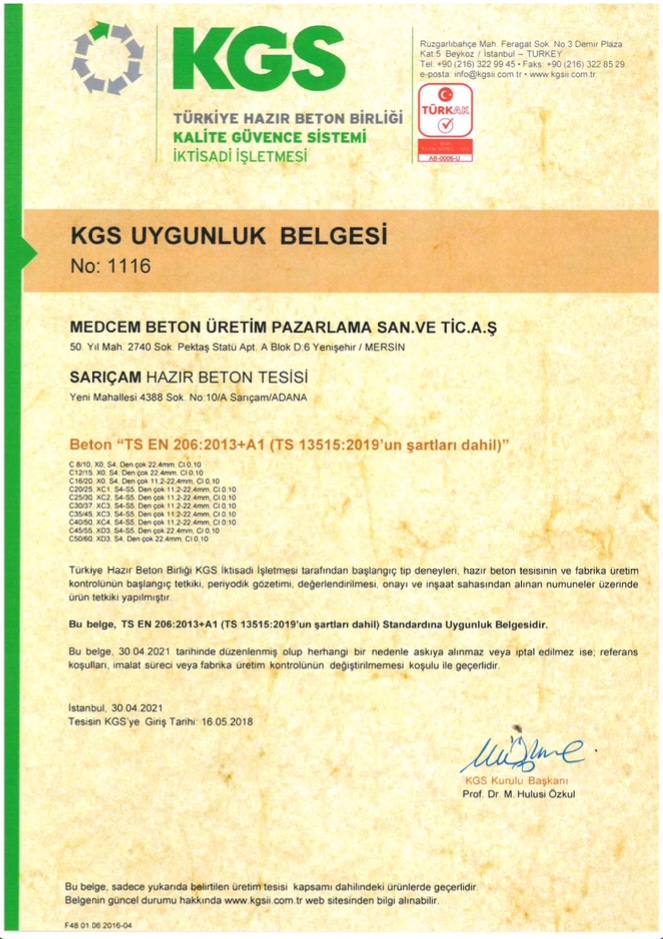 KGS
TÜRKİYE HAZIR BETON BİRLİĞİ
KALİTE GÜVENCE SİSTEMİ
İKTİSADİ İŞLETMESİ
Rüzgarlıbahçe Mah. Feragat Sok. No.3 Demir Plaza
Kat:5 Beykoz / İstanbul – TURKEY
Tel: +90 (216) 322 99 45 • Faks: +90 (216) 322 85 29
e-posta: info@kgsii.com.tr • www.kgsii.com.tr
TÜRKAK
AB-0006-U
KGS UYGUNLUK BELGESİ
No: 1116
MEDCEM BETON ÜRETİM PAZARLAMA SAN.VE TİC.A.Ş
50. Yıl Mah. 2740 Sok. Pektaş Statü Apt. A Blok D:6 Yenişehir / MERSİN
SARIÇAM HAZIR BETON TESİSİ
Yeni Mahallesi 4388 Sok. No:10/A Sarıçam/ADANA
Beton “TS EN 206:2013+A1 (TS 13515:2019’un şartları dahil)”
C 8/10, X0, S4, Den çok 22.4mm, Cl 0.10
C12/15, X0, S4, Den çok 22.4mm, Cl 0.10
C16/20, X0, S4, Den çok 11.2-22.4mm, Cl 0.10
C20/25, XC1, S4-S5, Den çok 11.2-22.4mm, Cl 0.10
C25/30, XC2, S4-S5, Den çok 11.2-22.4mm, Cl 0.10
C30/37, XC3, S4-S5, Den çok 11.2-22.4mm, Cl 0.10
C35/45, XC3, S4-S5, Den çok 11.2-22.4mm, Cl 0.10
C40/50, XC4, S4-S5, Den çok 11.2-22.4mm, Cl 0.10
C45/55, XD3, S4-S5, Den çok 22.4mm, Cl 0.10
C50/60, XD3, S4, Den çok 22.4mm, Cl 0.10
Türkiye Hazır Beton Birliği KGS İktisadi İşletmesi tarafından başlangıç tip deneyleri, hazır beton tesisinin ve fabrika üretim
kontrolünün başlangıç tetkiki, periyodik gözetimi, değerlendirilmesi, onayı ve inşaat sahasından alınan numuneler üzerinde
ürün tetkiki yapılmıştır.
Bu belge, TS EN 206:2013+A1 (TS 13515:2019’un şartları dahil) Standardına Uygunluk Belgesidir.
Bu belge, 30.04.2021 tarihinde düzenlenmiş olup herhangi bir nedenle askıya alınmaz veya iptal edilmez ise; referans
koşulları, imalat süreci veya fabrika üretim kontrolünün değiştirilmemesi koşulu ile geçerlidir.
İstanbul, 30.04.2021
Tesisin KGS’ye Giriş Tarihi: 16.05.2018
KGS Kurulu Başkanı
Prof. Dr. M. Hulusi Özkul
Bu belge, sadece yukarıda belirtilen üretim tesisi kapsamı dahilindeki ürünlerde geçerlidir.
Belgenin güncel durumu hakkında www.kgsii.com.tr web sitesinden bilgi alınabilir.
F48 01.06.2016-04